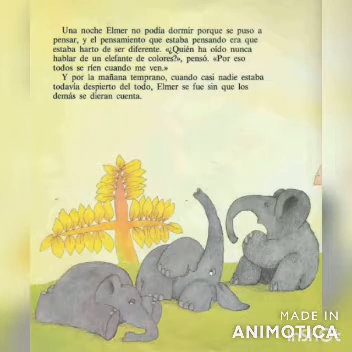 Una noche Elmer no podía dormir porque se puso a
pensar, y el pensamiento que estaba pensando era que
estaba harto de ser diferente. «¿Quién ha oído nunca
hablar de un elefante de colores?», pensó. «Por eso
todos se ríen cuando me ven.»
Y por la mañana temprano, cuando casi nadie estaba
todavía despierto del todo, Elmer se fue sin que los
demás se dieran cuenta.
MADE IN
ANIMOTICA
InShOt